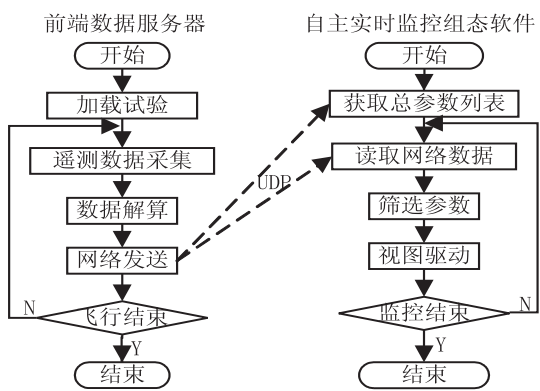 前端数据服务器
开始
加载试验
遥测数据采集
数据解算
网络发送
飞行结束
N
Y
结束
UDP
自主实时监控组态软件
开始
获取总参数列表
读取网络数据
筛选参数
视图驱动
监控结束
N
Y
结束